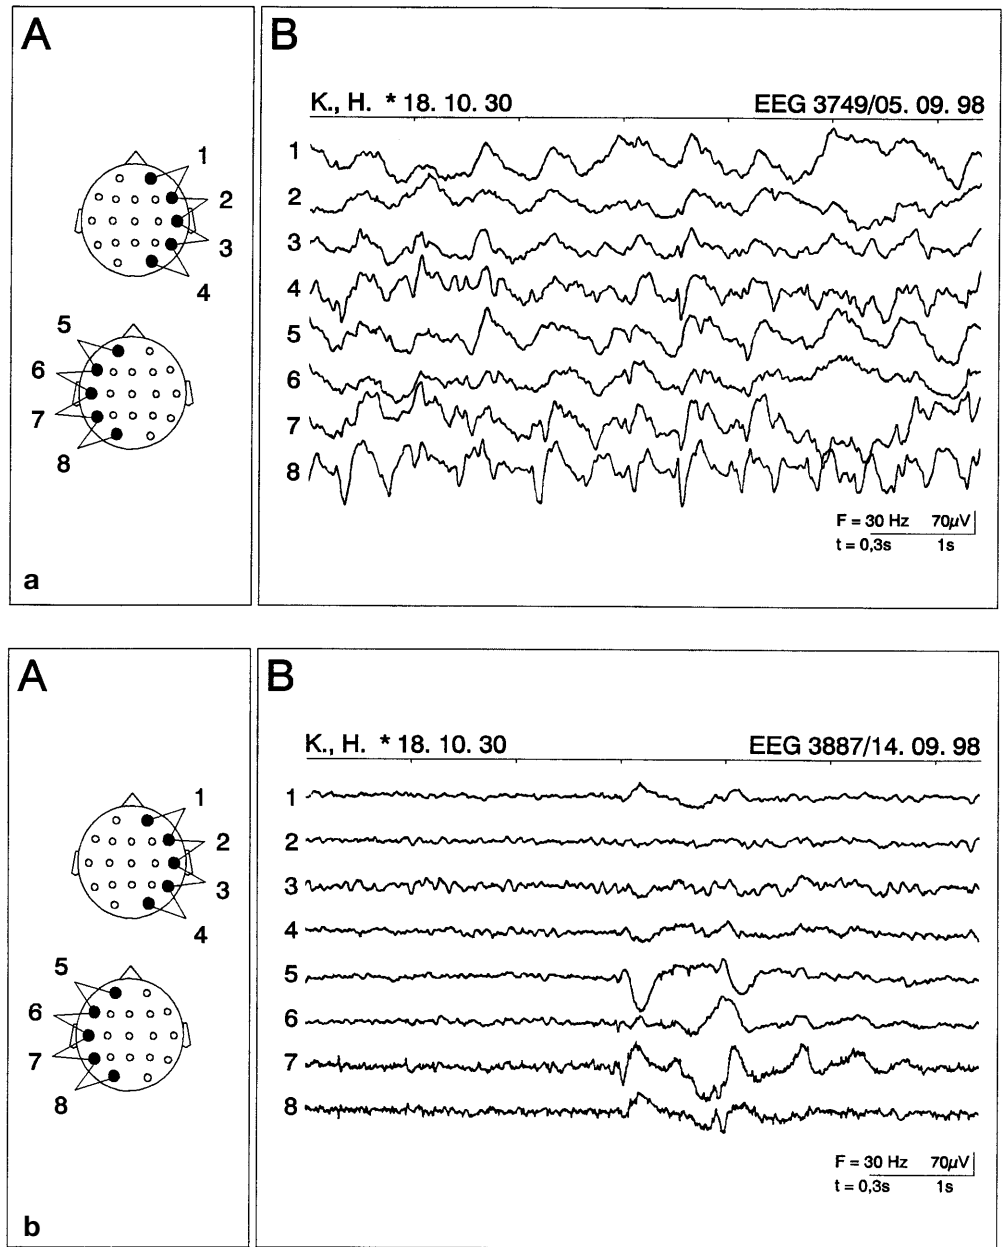 A
1
2
3
4
5
6
7
8
a
B
K., H. * 18. 10. 30 EEG 3749/05. 09. 98
1
2
3
4
5
6
7
8
F = 30 Hz 70µV
t = 0,3s 1s
A
1
2
3
4
5
6
7
8
b
B
K., H. * 18. 10. 30 EEG 3887/14. 09. 98
1
2
3
4
5
6
7
8
F = 30 Hz 70µV
t = 0,3s 1s